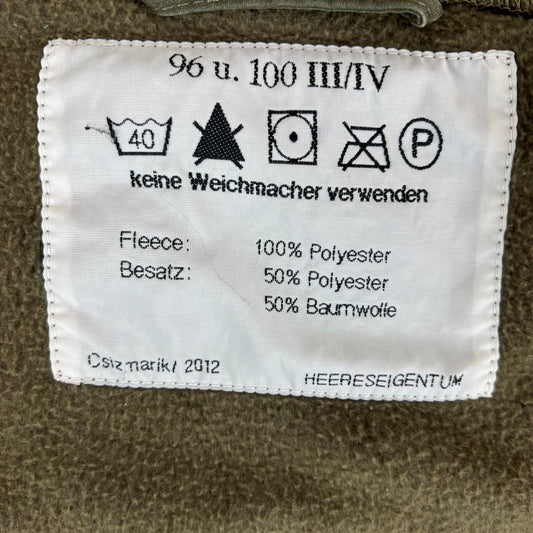 96 u. 100 III/IV
40 P
keine Weichmacher verwenden
Fleece: 100% Polyester
Besatz: 50% Polyester
50% Baumwolle
Csizmarik/ 2012
HEERESEIGENTUM